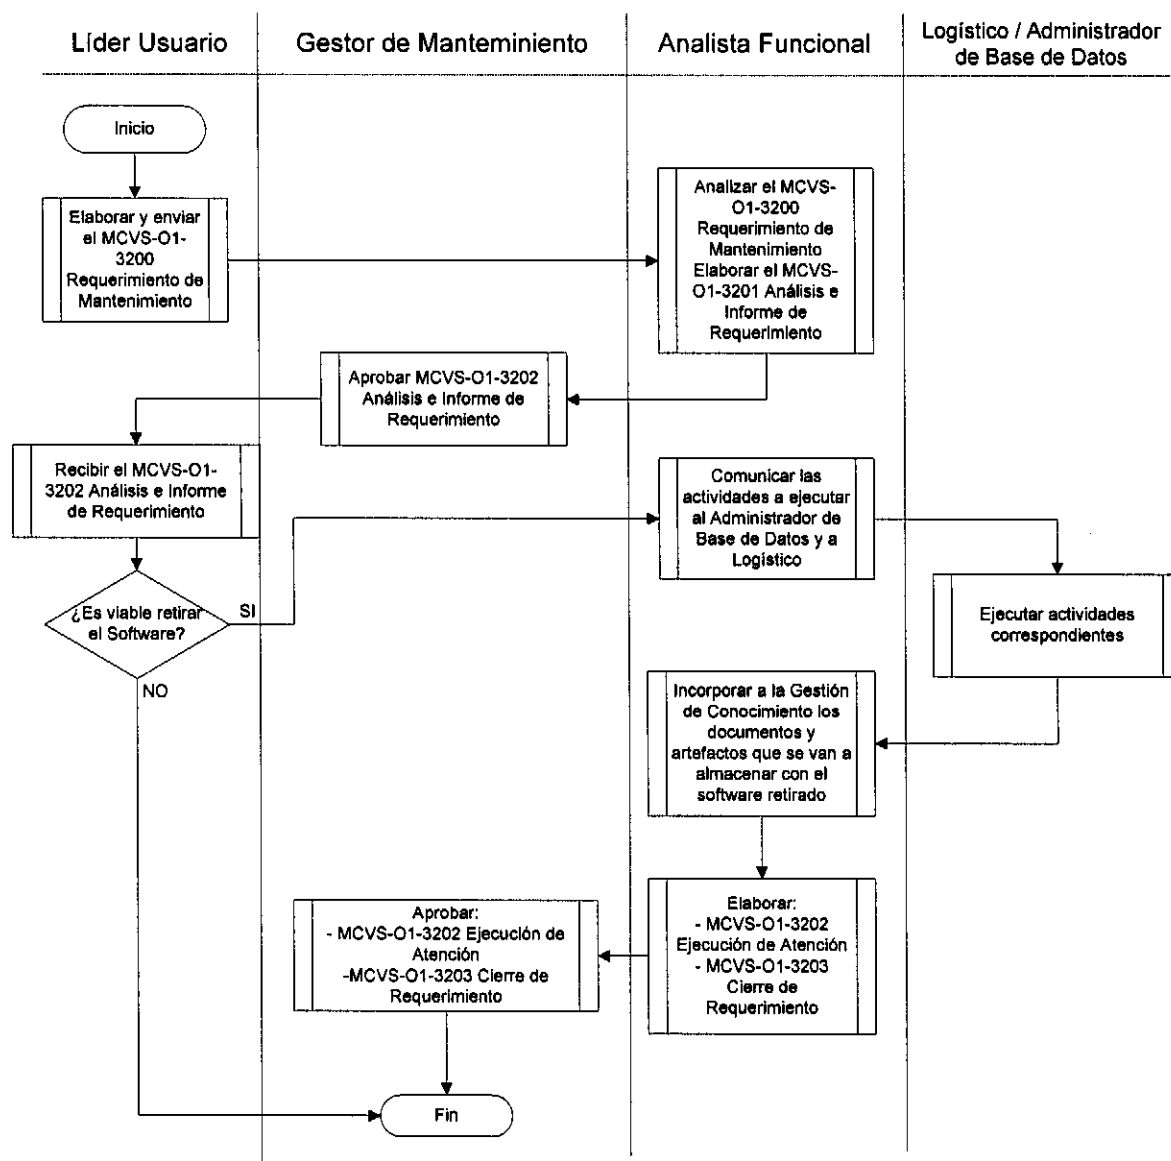 Líder Usuario
Gestor de Manteminiento
Analista Funcional
Logístico / Administrador
de Base de Datos
Inicio
Elaborar y enviar
el MCVS-O1-
3200
Requerimiento de
Mantenimiento
Analizar el MCVS-
O1-3200
Requerimiento de
Mantenimiento
Elaborar el MCVS-
O1-3201 Análisis e
Informe de
Requerimiento
Aprobar MCVS-O1-3202
Análisis e Informe de
Requerimiento
Recibir el MCVS-O1-
3202 Análisis e Informe
de Requerimiento
Comunicar las
actividades a ejecutar
al Administrador de
Base de Datos y a
Logístico
¿Es viable retirar
el Software?
SI
NO
Ejecutar actividades
correspondientes
Incorporar a la Gestión
de Conocimiento los
documentos y
artefactos que se van a
almacenar con el
software retirado
Elaborar:
- MCVS-O1-3202
Ejecución de Atención
- MCVS-O1-3203
Cierre de
Requerimiento
Aprobar:
- MCVS-O1-3202 Ejecución de
Atención
-MCVS-O1-3203 Cierre de
Requerimiento
Fin